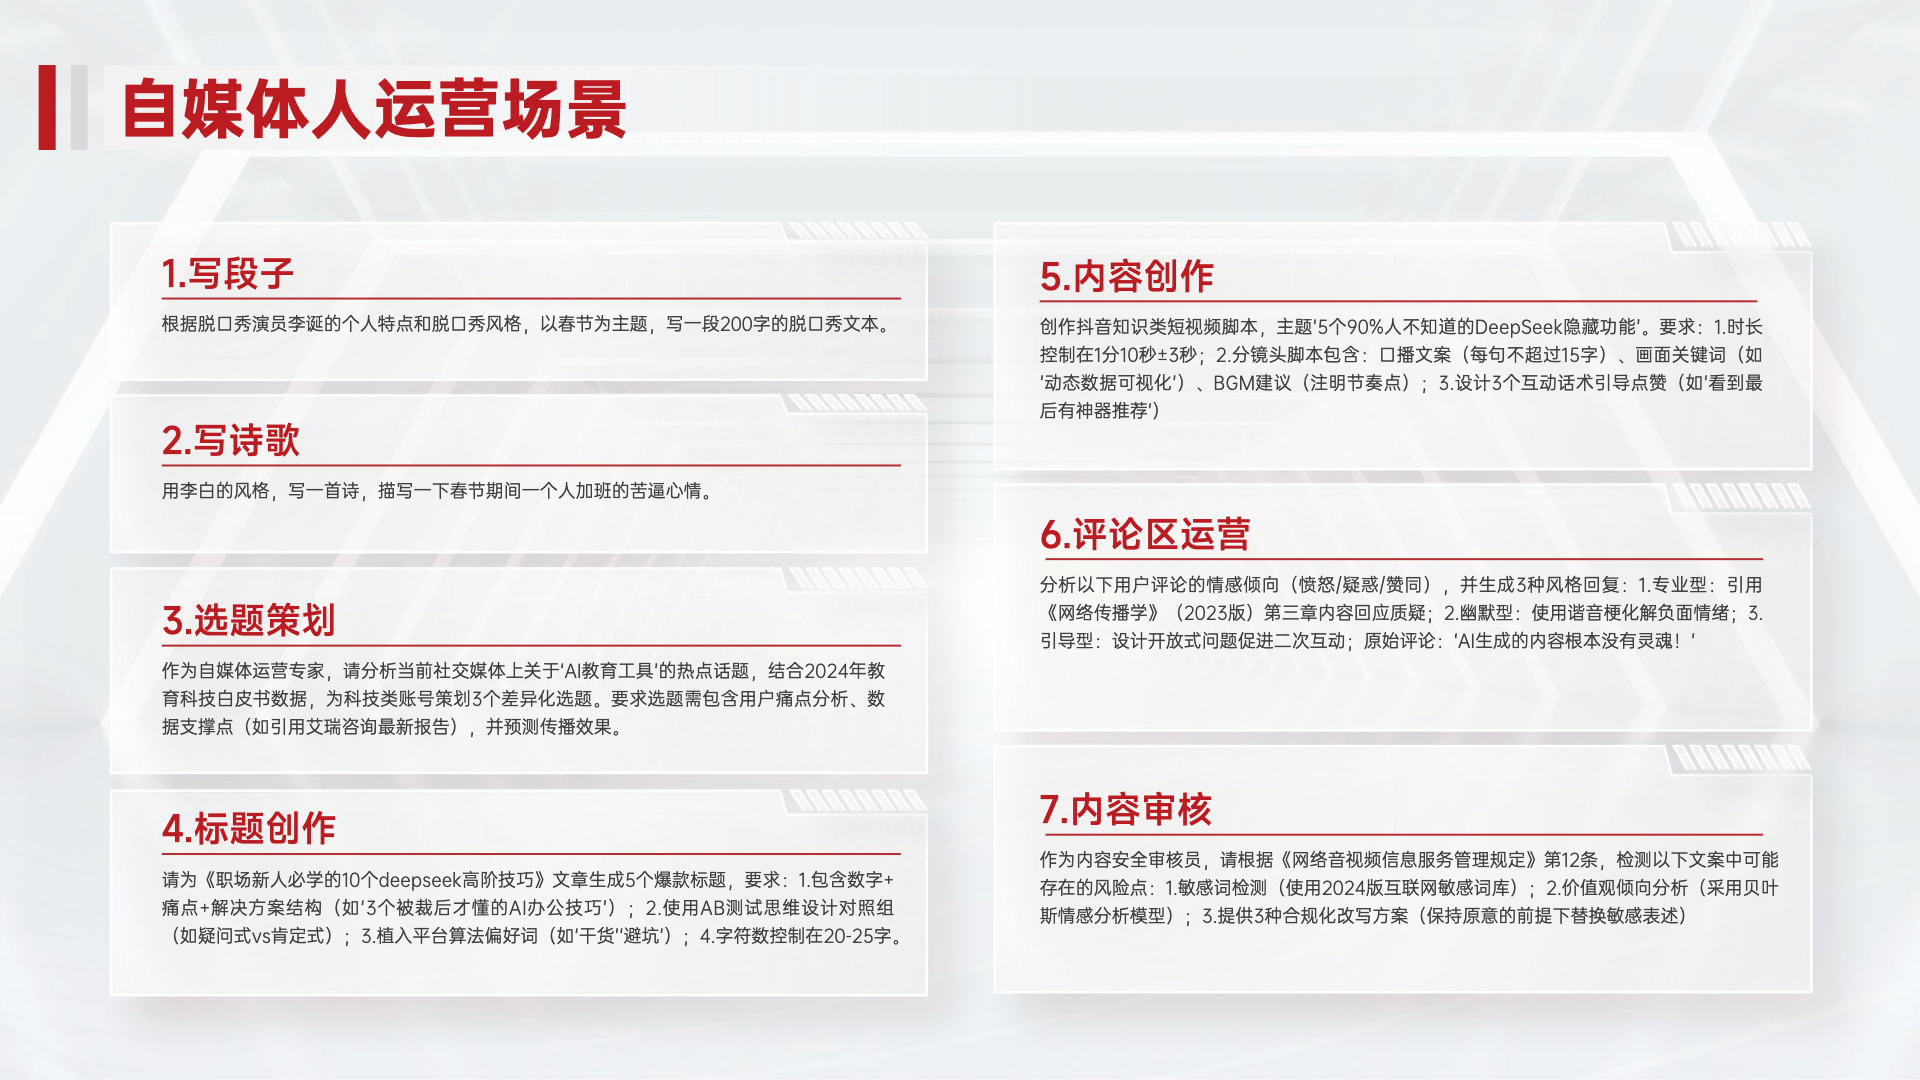 自媒体人运营场景
1.写段子
根据脱口秀演员李诞的个人特点和脱口秀风格，以春节为主题，写一段200字的脱口秀文本。
2.写诗歌
用李白的风格，写一首诗，描写一下春节期间一个人加班的苦逼心情。
3.选题策划
作为自媒体运营专家，请分析当前社交媒体上关于'AI教育工具'的热点话题，结合2024年教
育科技白皮书数据，为科技类账号策划3个差异化选题。要求选题需包含用户痛点分析、数
据支撑点（如引用艾瑞咨询最新报告），并预测传播效果。
4.标题创作
请为《职场新人必学的10个deepseek高阶技巧》文章生成5个爆款标题，要求：1.包含数字+
痛点+解决方案结构（如'3个被裁后才懂的AI办公技巧'）；2.使用AB测试思维设计对照组
（如疑问式vs肯定式）；3.植入平台算法偏好词（如'干货''避坑'）；4.字符数控制在20-25字。
5.内容创作
创作抖音知识类短视频脚本，主题'5个90%人不知道的DeepSeek隐藏功能'。要求：1.时长
控制在1分10秒±3秒；2.分镜头脚本包含：口播文案（每句不超过15字）、画面关键词（如
'动态数据可视化'）、BGM建议（注明节奏点）；3.设计3个互动话术引导点赞（如'看到最
后有神器推荐'）
6.评论区运营
分析以下用户评论的情感倾向（愤怒/疑惑/赞同），并生成3种风格回复：1.专业型：引用
《网络传播学》（2023版）第三章内容回应质疑；2.幽默型：使用谐音梗化解负面情绪；3.
引导型：设计开放式问题促进二次互动；原始评论：'AI生成的内容根本没有灵魂！'
7.内容审核
作为内容安全审核员，请根据《网络音视频信息服务管理规定》第12条，检测以下文案中可能
存在的风险点：1.敏感词检测（使用2024版互联网敏感词库）；2.价值观倾向分析（采用贝叶
斯情感分析模型）；3.提供3种合规化改写方案（保持原意的前提下替换敏感表述）